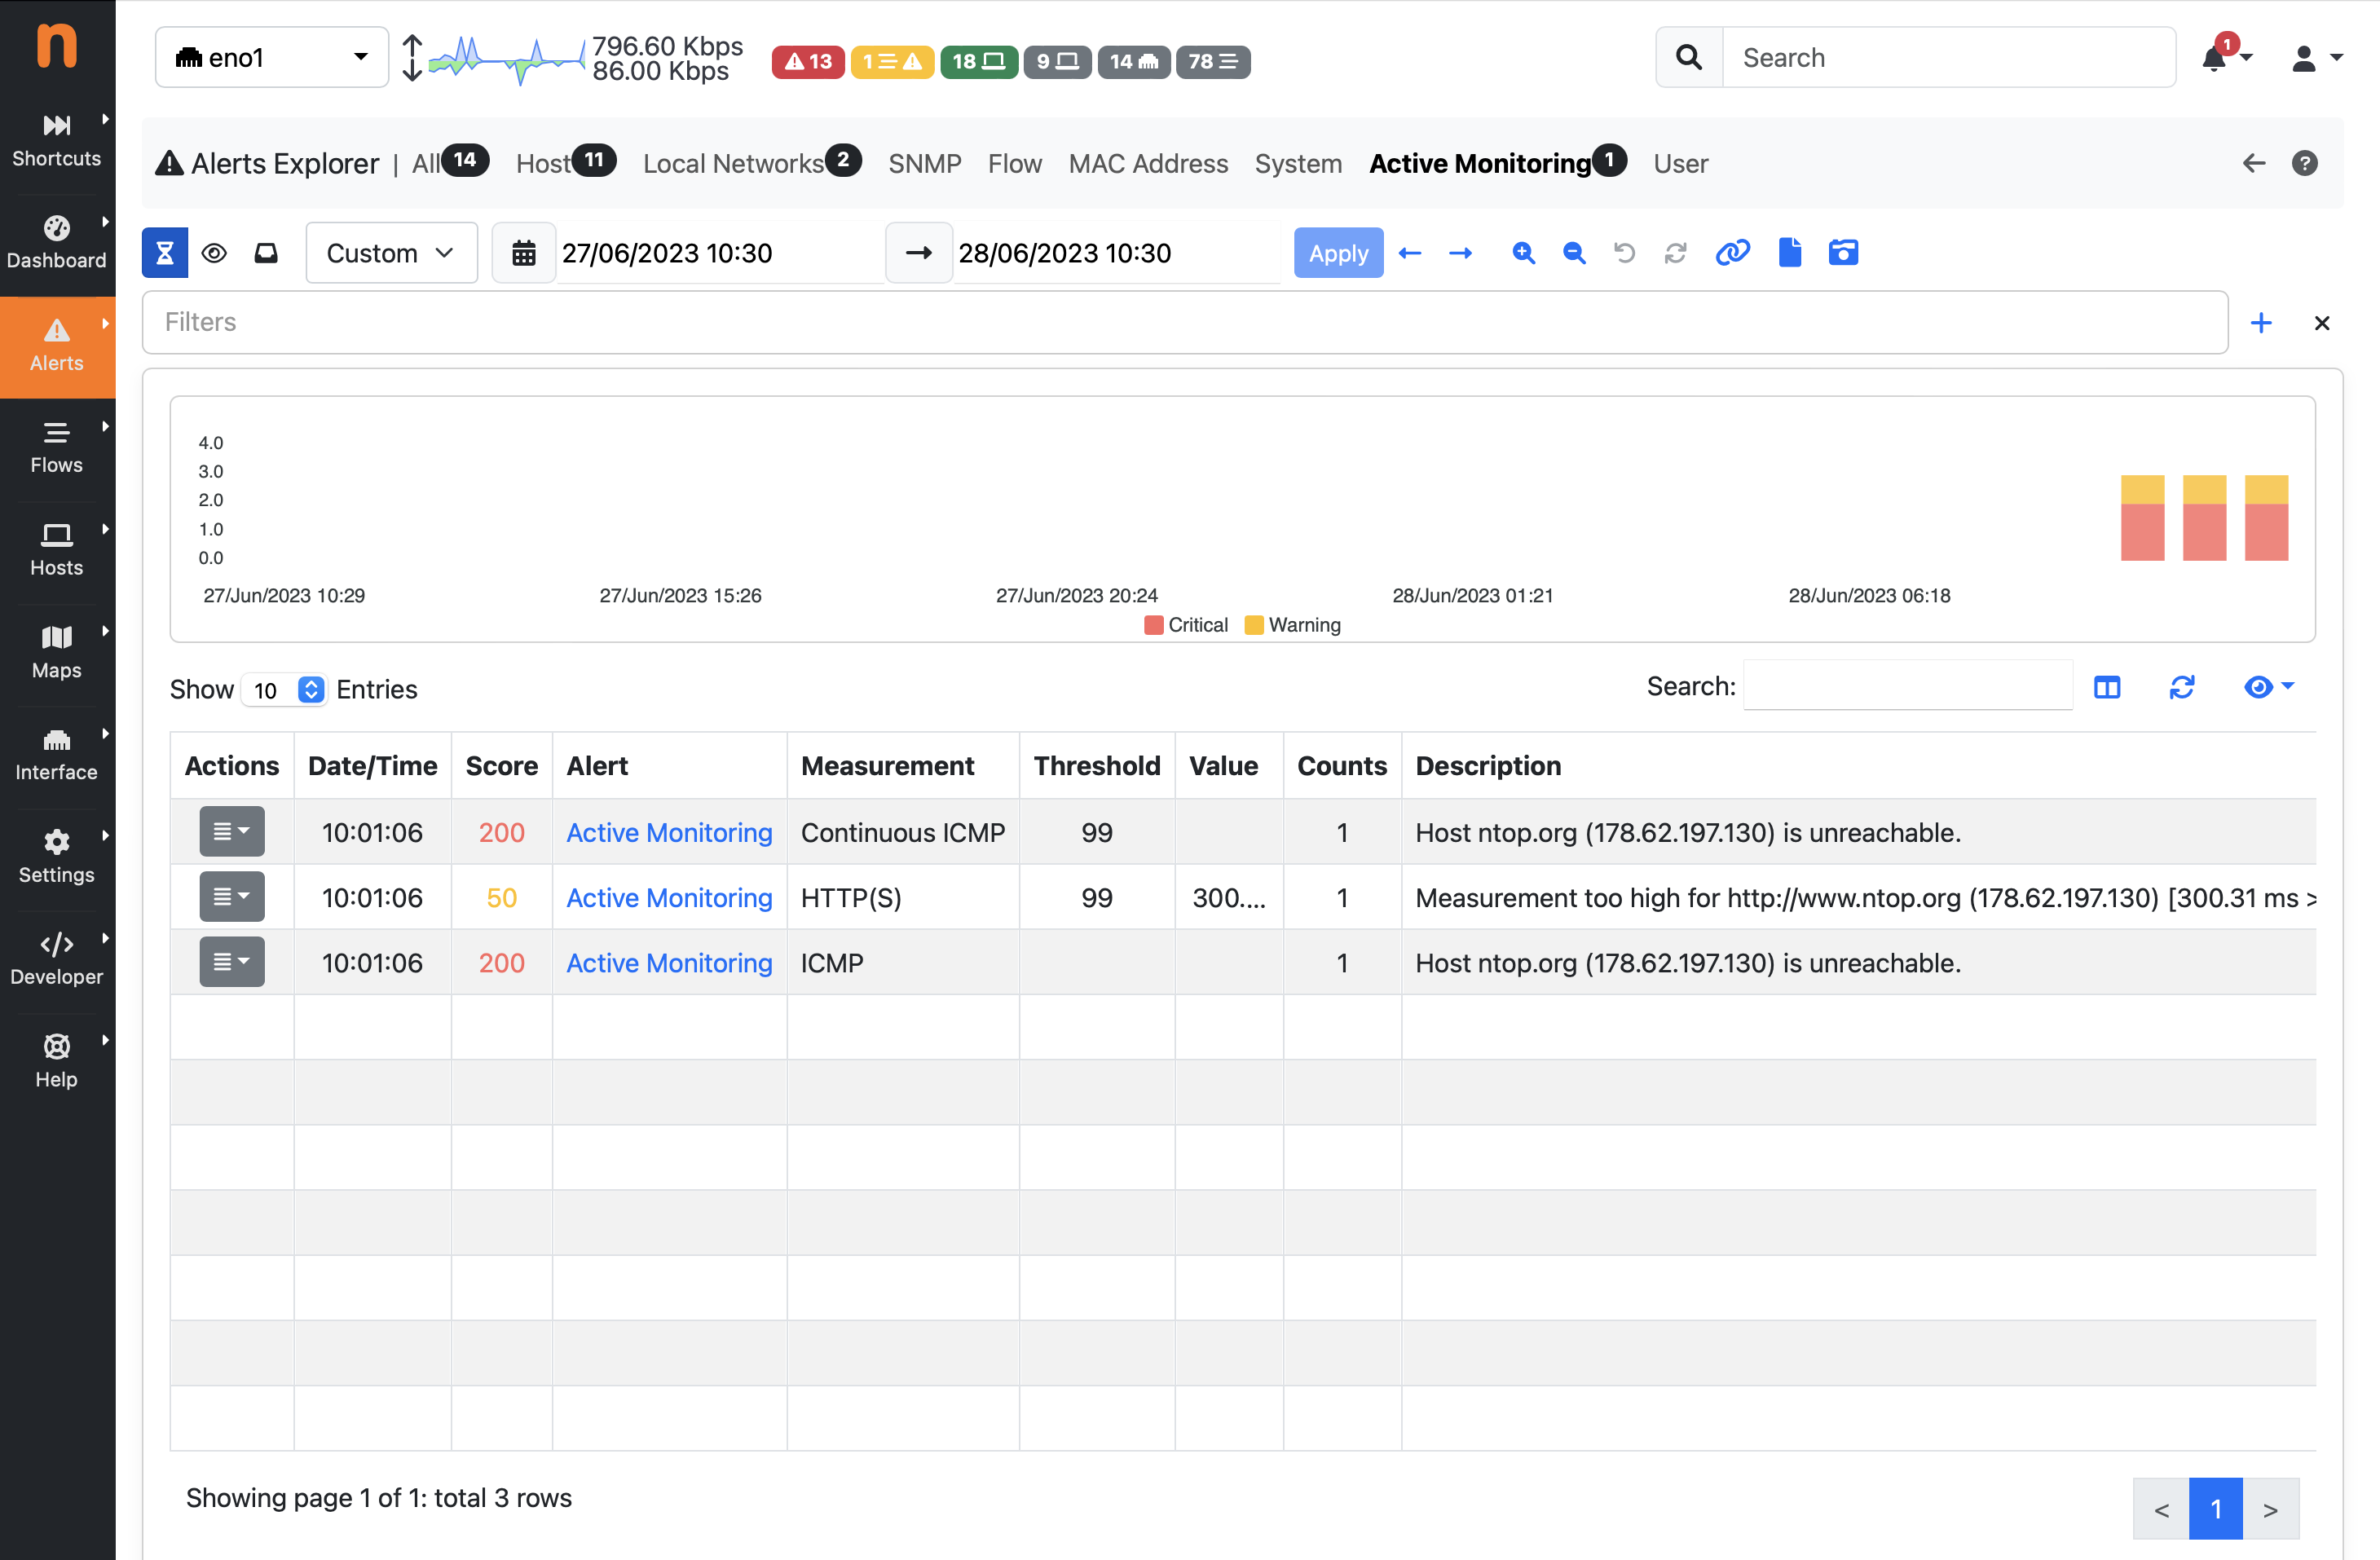 n
eno1
796.60 Kbps
86.00 Kbps
13
1
18
9
14
78
Search
1
Shortcuts
Dashboard
Alerts
Flows
Hosts
Maps
Interface
Settings
Developer
Help
Alerts Explorer | All 14 Host 11 Local Networks 2 SNMP Flow MAC Address System Active Monitoring 1 User
Custom 27/06/2023 10:30 → 28/06/2023 10:30 Apply
Filters
4.0
3.0
2.0
1.0
0.0
27/Jun/2023 10:29 27/Jun/2023 15:26 27/Jun/2023 20:24 28/Jun/2023 01:21 28/Jun/2023 06:18
Critical Warning
Show 10 Entries Search:
Actions Date/Time Score Alert Measurement Threshold Value Counts Description
10:01:06 200 Active Monitoring Continuous ICMP 99 1 Host ntop.org (178.62.197.130) is unreachable.
10:01:06 50 Active Monitoring HTTP(S) 99 300.... 1 Measurement too high for http://www.ntop.org (178.62.197.130) [300.31 ms >
10:01:06 200 Active Monitoring ICMP 1 Host ntop.org (178.62.197.130) is unreachable.
Showing page 1 of 1: total 3 rows
< 1 >